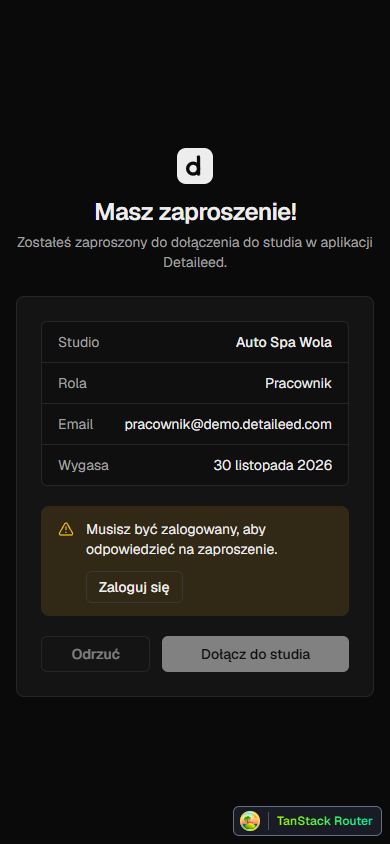 d
Masz zaproszenie!
Zostałeś zaproszony do dołączenia do studia w aplikacji
Detaileed.
Studio Auto Spa Wola
Rola Pracownik
Email pracownik@demo.detaileed.com
Wygasa 30 listopada 2026
Musisz być zalogowany, aby
odpowiedzieć na zaproszenie.
Zaloguj się
Odrzuć Dołącz do studia
TanStack Router